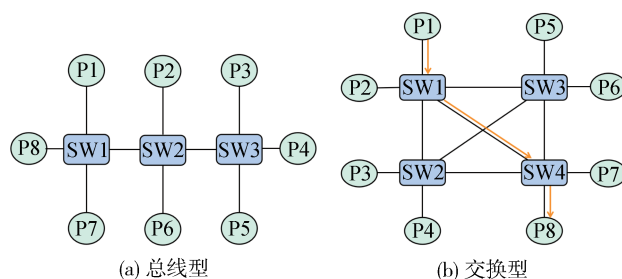 P1 P2 P3
P8 SW1 SW2 SW3 P4
P7 P6 P5
(a) 总线型
P1 P5
P2 SW1 SW3 P6
P3 SW2 SW4 P7
P4 P8
(b) 交换型